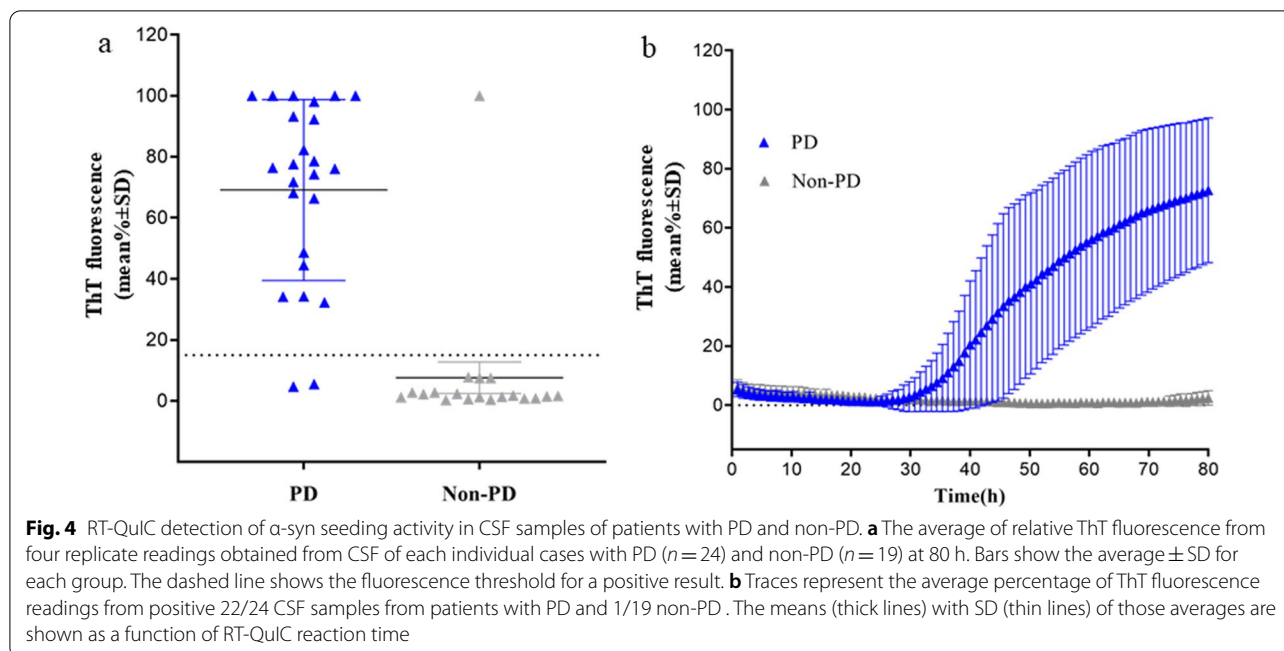 a
120
100
80
60
40
20
0
ThT fluorescence
(mean%±SD)
PD
Non-PD
b
120
100
80
60
40
20
0
ThT fluorescence
(mean%±SD)
PD
Non-PD
0 10 20 30 40 50 60 70 80
Time(h)
Fig. 4 RT-QuIC detection of α-syn seeding activity in CSF samples of patients with PD and non-PD. a The average of relative ThT fluorescence from
four replicate readings obtained from CSF of each individual cases with PD (n = 24) and non-PD (n = 19) at 80 h. Bars show the average ± SD for
each group. The dashed line shows the fluorescence threshold for a positive result. b Traces represent the average percentage of ThT fluorescence
readings from positive 22/24 CSF samples from patients with PD and 1/19 non-PD . The means (thick lines) with SD (thin lines) of those averages are
shown as a function of RT-QuIC reaction time